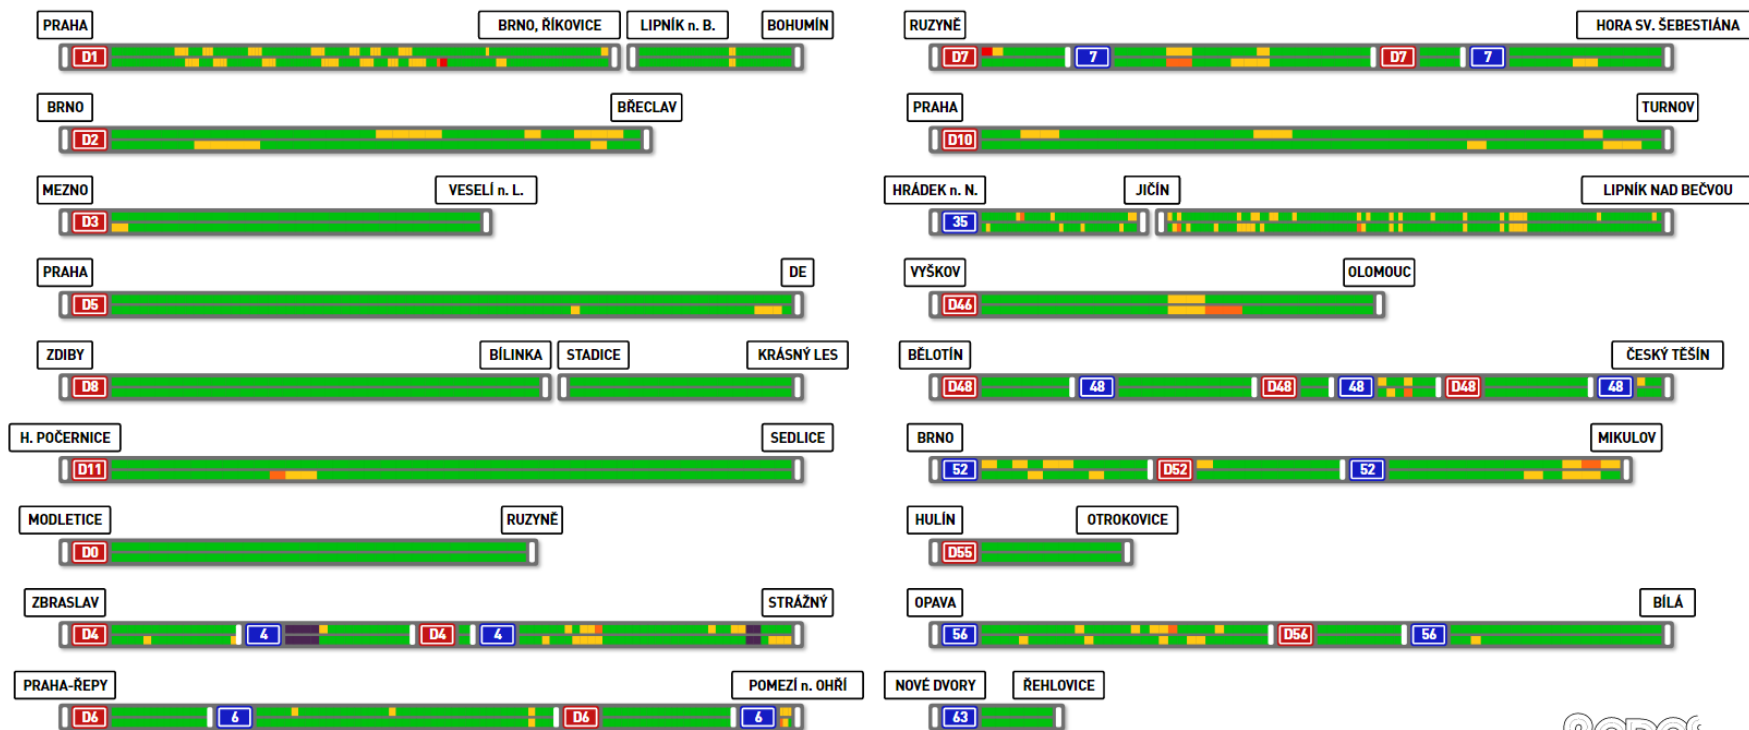 PRAHA BRNO, ŘÍKOVICE LIPNÍK n. B. BOHUMÍN
D1
BRNO BŘECLAV
D2
MEZNO VESELÍ n. L.
D3
PRAHA DE
D5
ZDIBY BÍLINKA STADICE KRÁSNÝ LES
D8
H. POČERNICE SEDLICE
D11
MODLETICE RUZYNĚ
D0
ZBRASLAV STRÁŽNÝ
D4 4 D4 4
PRAHA-ŘEPY POMEZÍ n. OHŘÍ
D6 6 D6 6
RUZYNĚ HORA SV. ŠEBESTIÁNA
D7 7 D7 7
PRAHA TURNOV
D10
HRÁDEK n. N. JIČÍN LIPNÍK NAD BEČVOU
35
VYŠKOV OLOMOUC
D46
BĚLOTÍN ČESKÝ TĚŠÍN
D48 48 D48 48 D48 48
BRNO MIKULOV
52 D52 52
HULÍN OTROKOVICE
D55
OPAVA BÍLÁ
56 D56 56
NOVÉ DVORY ŘEHLOVICE
63